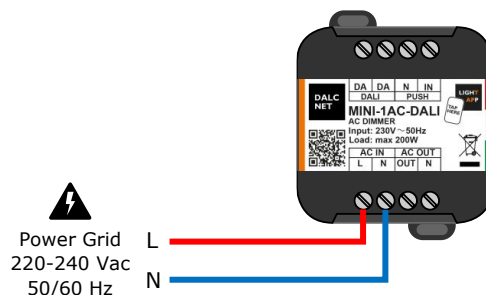 DA DA N IN
DALI PUSH
DALC
NET
LIGHT
APP
TAP
HERE
MINI-1AC-DALI
AC DIMMER
Input: 230V ~ 50Hz
Load: max 200W
AC IN AC OUT
L N OUT N
Power Grid
220-240 Vac
50/60 Hz
L
N